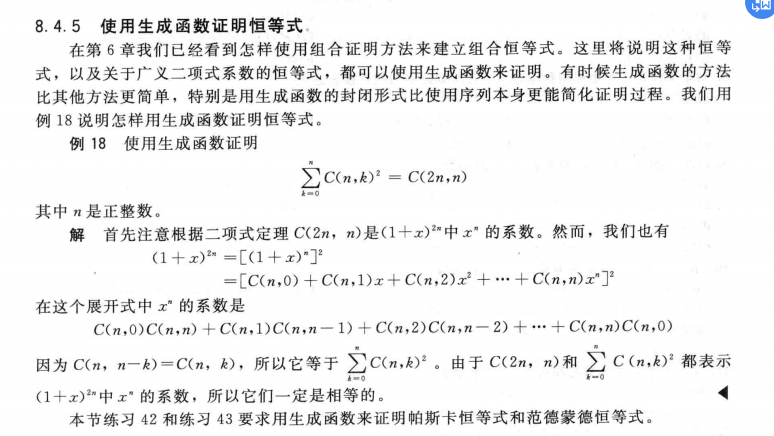 8.4.5 使用生成函数证明恒等式
在第 6 章我们已经看到怎样使用组合证明方法来建立组合恒等式。这里将说明这种恒等
式，以及关于广义二项式系数的恒等式，都可以使用生成函数来证明。有时候生成函数的方法
比其他方法更简单，特别是用生成函数的封闭形式比使用序列本身更能简化证明过程。我们用
例 18 说明怎样用生成函数证明恒等式。
例 18 使用生成函数证明
∑_{k=0}^{n} C(n,k)² = C(2n,n)
其中 n 是正整数。
解 首先注意根据二项式定理 C(2n, n)是(1+x)²ⁿ中 xⁿ 的系数。然而，我们也有
(1+x)²ⁿ =[(1+x)ⁿ]²
=[C(n,0)+C(n,1)x+C(n,2)x²+⋯+C(n,n)xⁿ]²
在这个展开式中 xⁿ 的系数是
C(n,0)C(n,n)+C(n,1)C(n,n−1)+C(n,2)C(n,n−2)+⋯+C(n,n)C(n,0)
因为 C(n, n−k)=C(n, k)，所以它等于 ∑_{k=0}^{n} C(n,k)² 。由于 C(2n, n)和 ∑_{k=0}^{n} C(n,k)² 都表示
(1+x)²ⁿ中 xⁿ 的系数，所以它们一定是相等的。 ◀
本节练习 42 和练习 43 要求用生成函数来证明帕斯卡恒等式和范德蒙德恒等式。